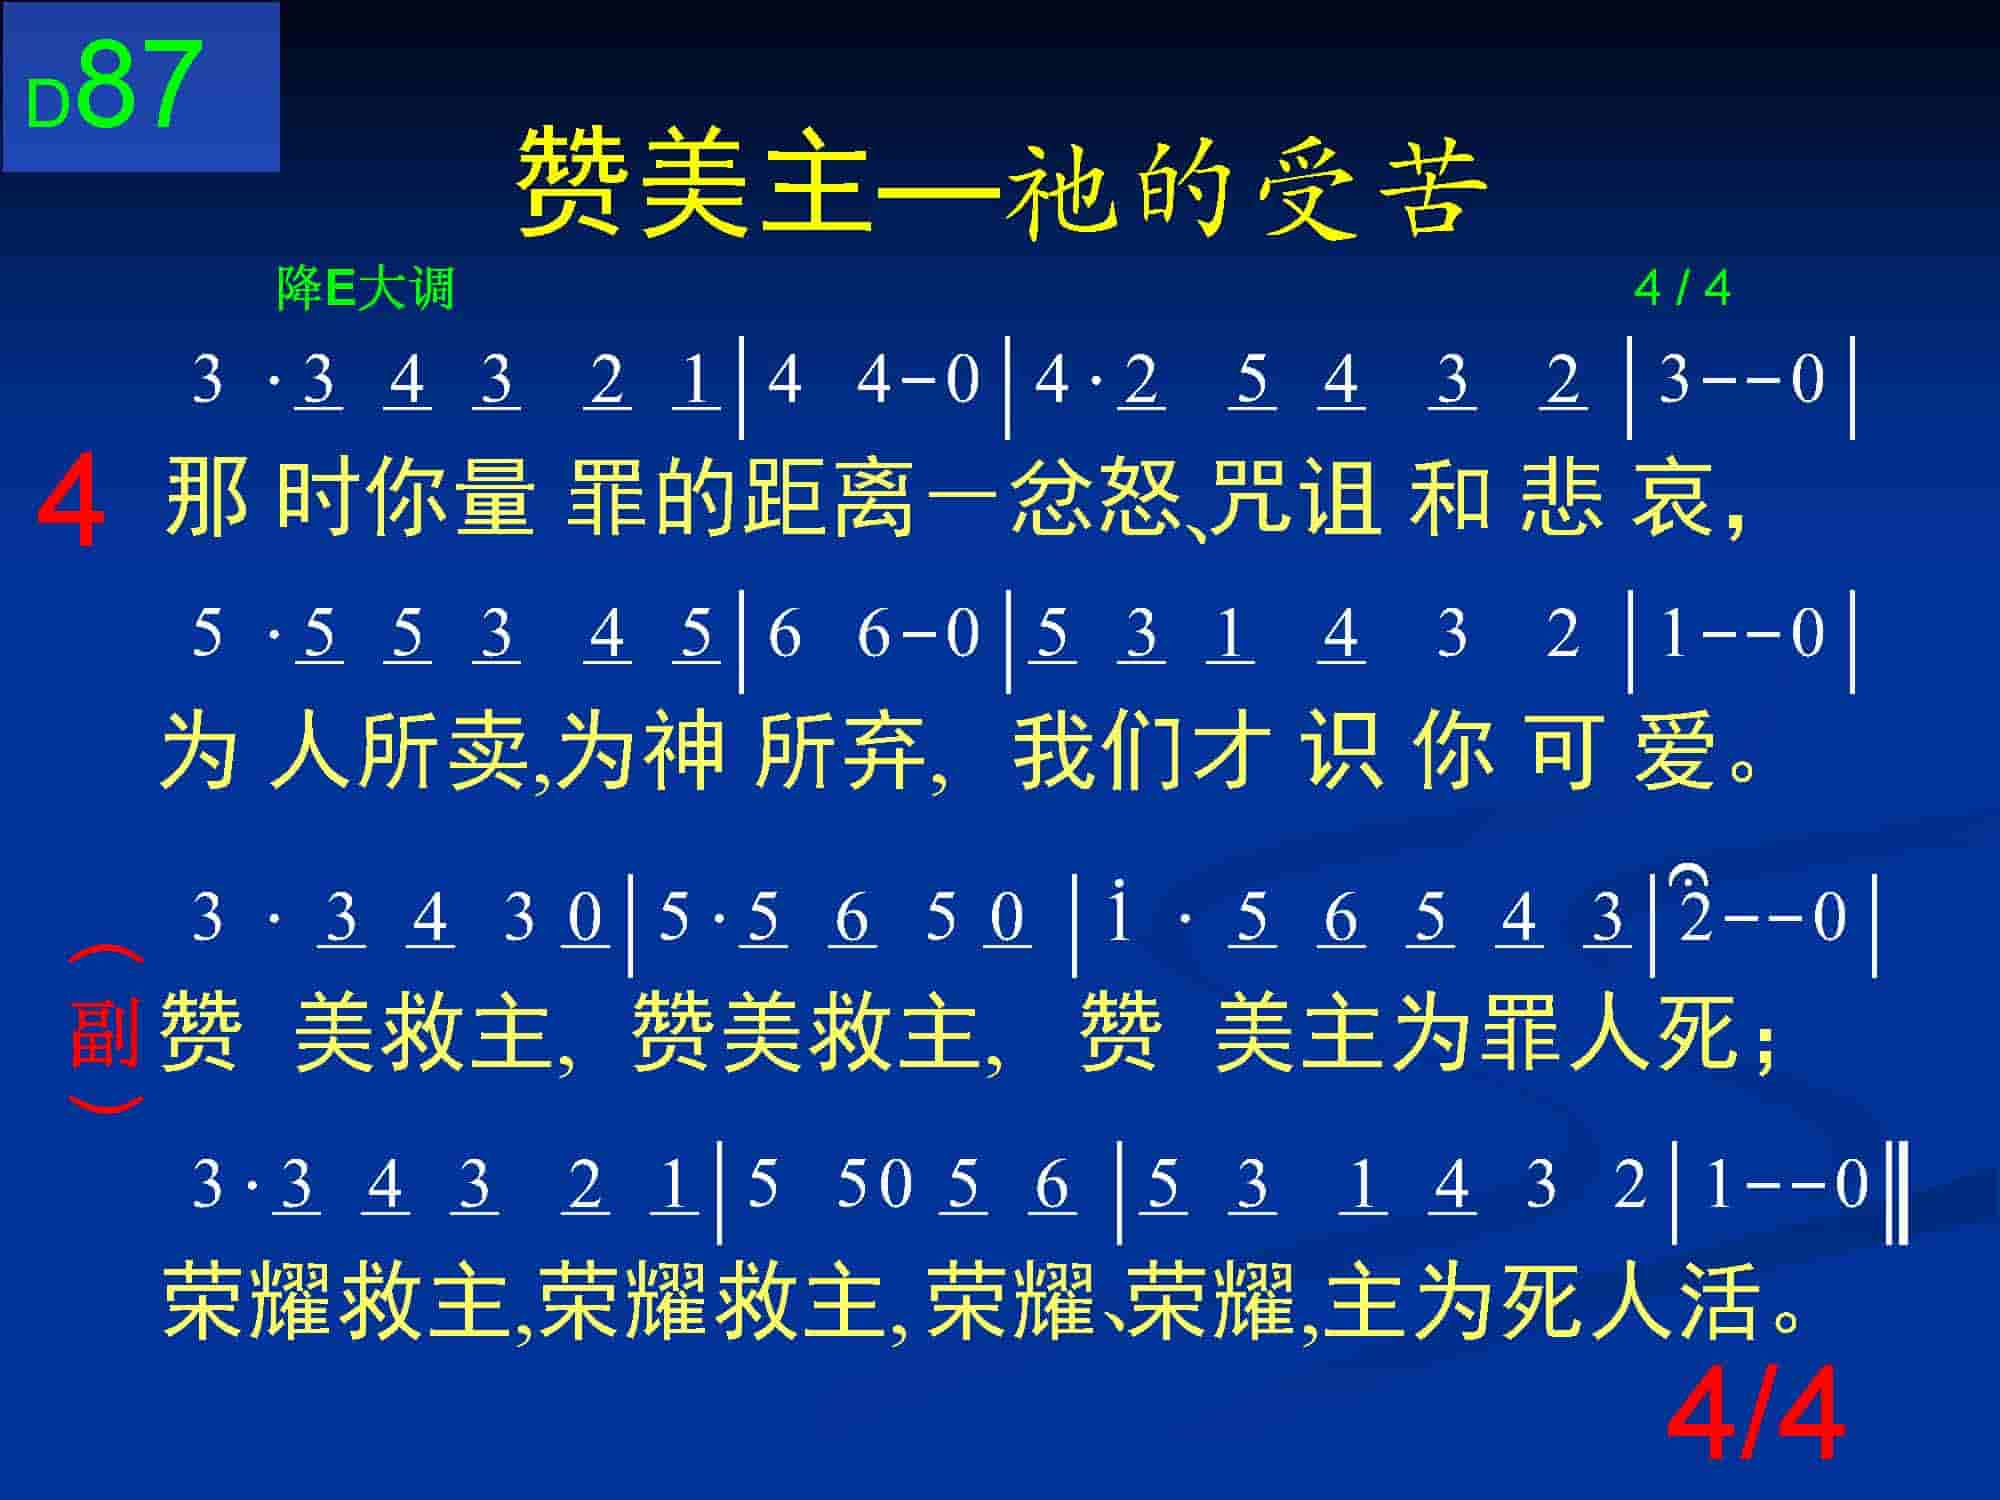 D87
赞美主—祂的受苦
降E大调 4 / 4
3 · 3 4 3 2 1 | 4 4 - 0 | 4 · 2 5 4 3 2 | 3 - - 0 |
4 那时你量罪的距离－忿怒、咒诅和悲哀，
5 · 5 5 3 4 5 | 6 6 - 0 | 5 3 1 4 3 2 | 1 - - 0 |
为人所卖,为神所弃, 我们才识你可爱。
3 · 3 4 3 0 | 5 · 5 6 5 0 | i · 5 6 5 4 3 | 2 - - 0 |
（副）赞美救主, 赞美救主, 赞美主为罪人死；
3 · 3 4 3 2 1 | 5 5 0 5 6 | 5 3 1 4 3 2 | 1 - - 0 ‖
荣耀救主,荣耀救主, 荣耀、荣耀,主为死人活。
4/4